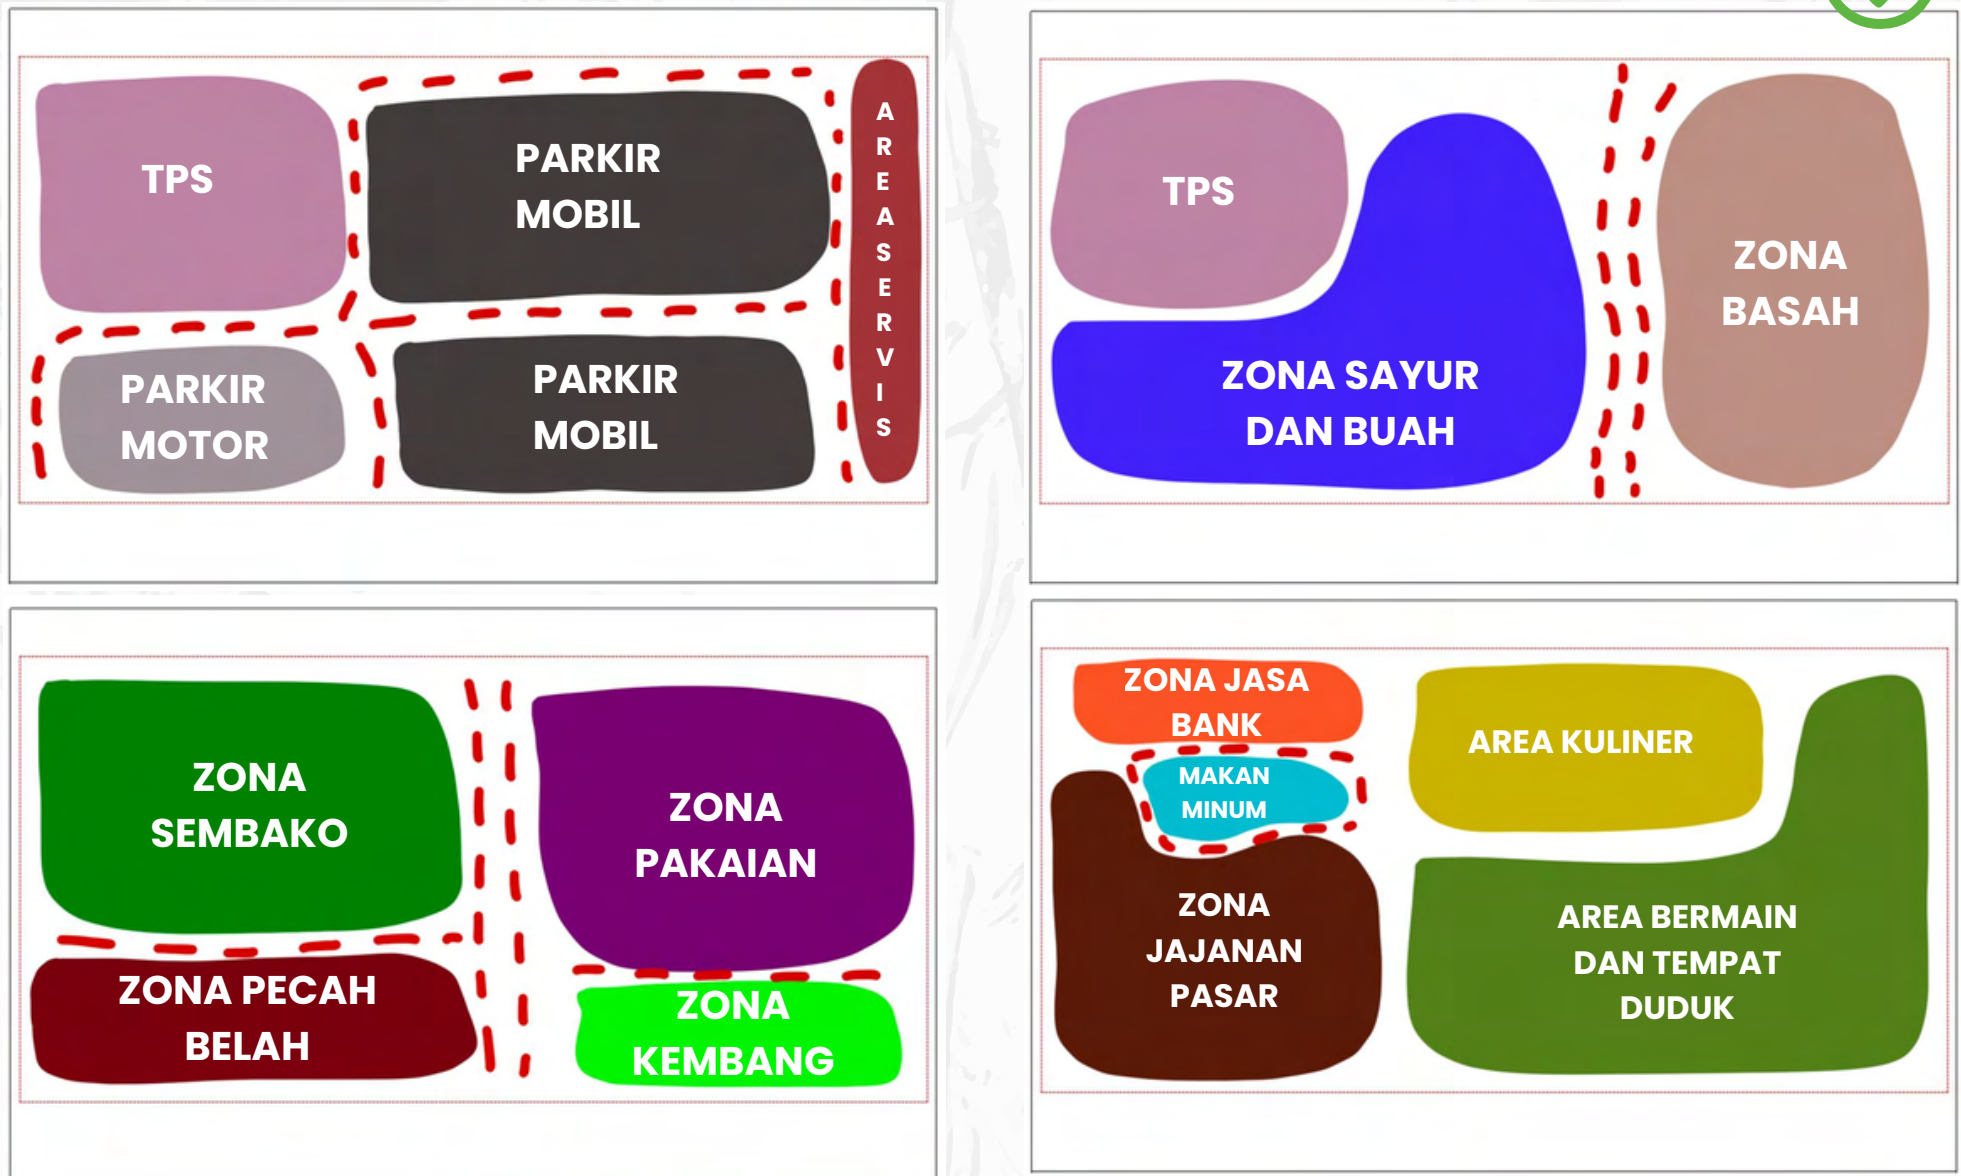 TPS
PARKIR
MOBIL
AREA SERVIS
PARKIR
MOTOR
PARKIR
MOBIL
TPS
ZONA
BASAH
ZONA SAYUR
DAN BUAH
ZONA
SEMBAKO
ZONA
PAKAIAN
ZONA PECAH
BELAH
ZONA
KEMBANG
ZONA JASA
BANK
MAKAN
MINUM
AREA KULINER
ZONA
JAJANAN
PASAR
AREA BERMAIN
DAN TEMPAT
DUDUK